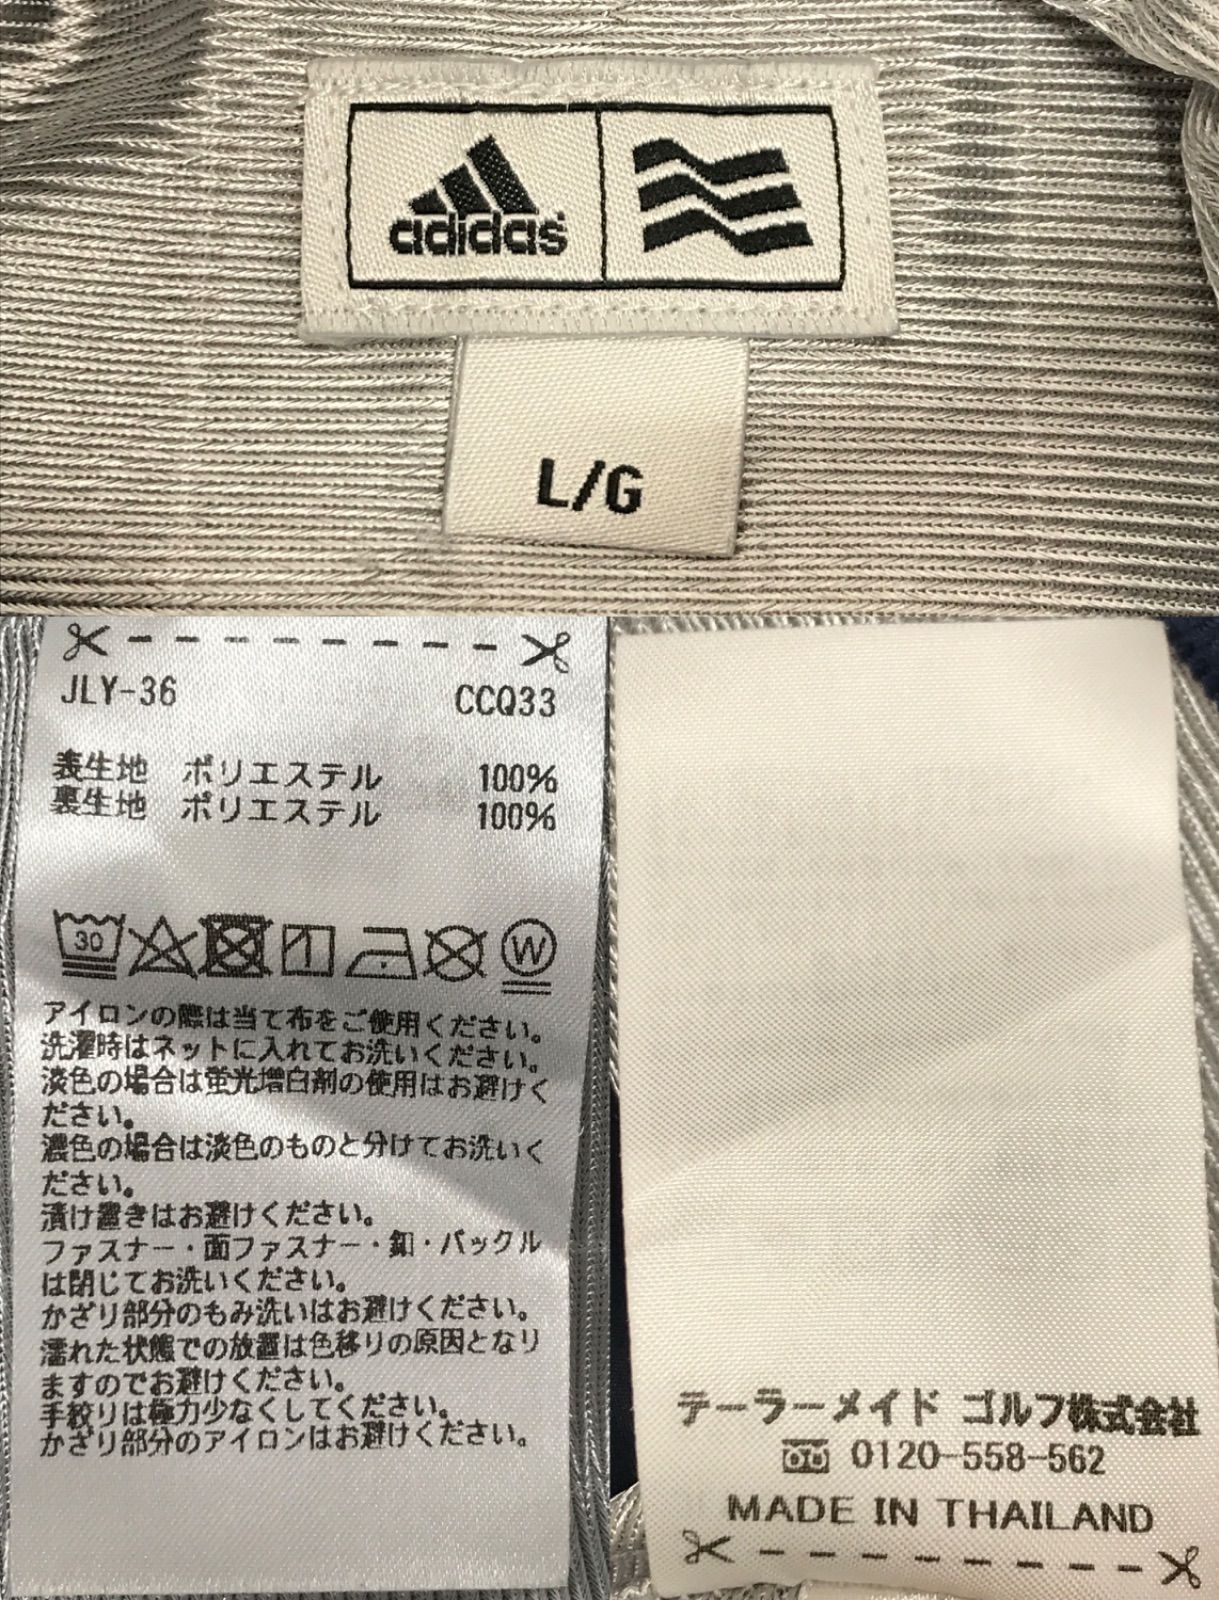 adidas
L/G
JLY-36 CCQ33
表生地 ポリエステル 100%
裏生地 ポリエステル 100%
30 W
アイロンの際は当て布をご使用ください。
洗濯時はネットに入れてお洗いください。
淡色の場合は蛍光増白剤の使用はお避けく
ださい。
濃色の場合は淡色のものと分けてお洗いく
ださい。
漬け置きはお避けください。
ファスナー・面ファスナー・釦・バックル
は閉じてお洗いください。
かざり部分のもみ洗いはお避けください。
濡れた状態での放置は色移りの原因となり
ますのでお避けください。
手絞りは極力少なくしてください。
かざり部分のアイロンはお避けください。
テーラーメイド ゴルフ株式会社
0120-558-562
MADE IN THAILAND